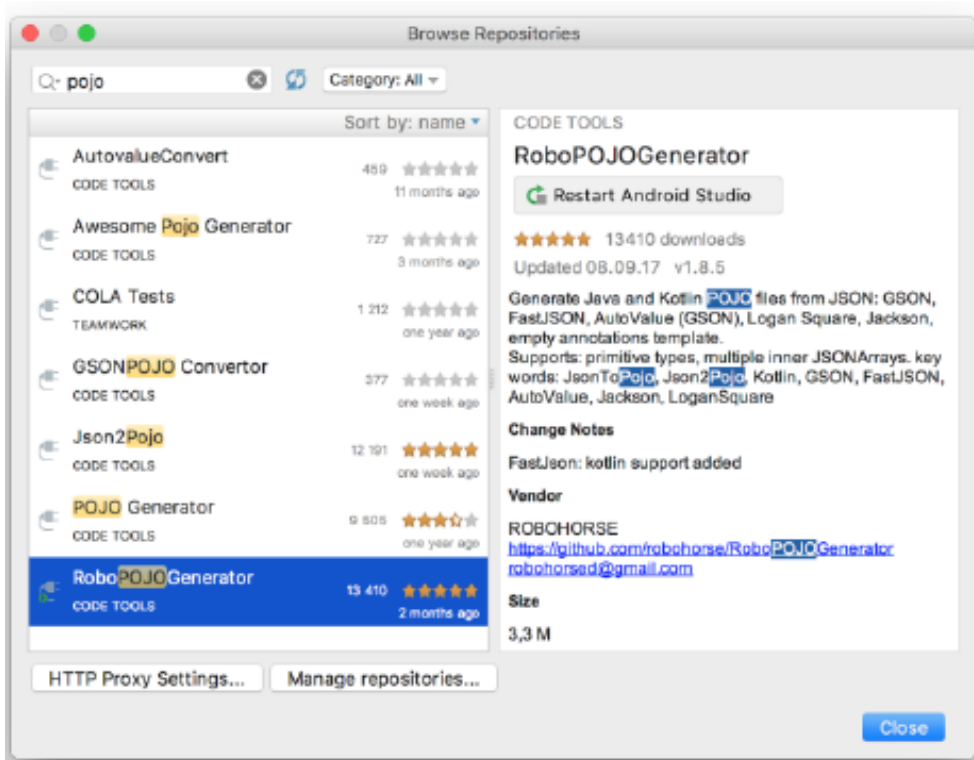 Browse Repositories
pojo
Category: All
Sort by: name
AutovalueConvert
CODE TOOLS
459
11 months ago
Awesome Pojo Generator
CODE TOOLS
727
3 months ago
COLA Tests
TEAMWORK
1 212
one year ago
GSONPOJO Convertor
CODE TOOLS
377
one week ago
Json2Pojo
CODE TOOLS
12 191
one week ago
POJO Generator
CODE TOOLS
9 505
one year ago
RoboPOJOGenerator
CODE TOOLS
13 410
2 months ago
CODE TOOLS
RoboPOJOGenerator
Restart Android Studio
13410 downloads
Updated 08.09.17 v1.8.5
Generate Java and Kotlin POJO files from JSON: GSON,
FastJSON, AutoValue (GSON), Logan Square, Jackson,
empty annotations template.
Supports: primitive types, multiple inner JSONArrays. key
words: JsonToPojo, Json2Pojo, Kotlin, GSON, FastJSON,
AutoValue, Jackson, LoganSquare
Change Notes
FastJson: kotlin support added
Vendor
ROBOHORSE
https://github.com/robohorse/RoboPOJOGenerator
robohorsed@gmail.com
Size
3,3 M
HTTP Proxy Settings...
Manage repositories...
Close